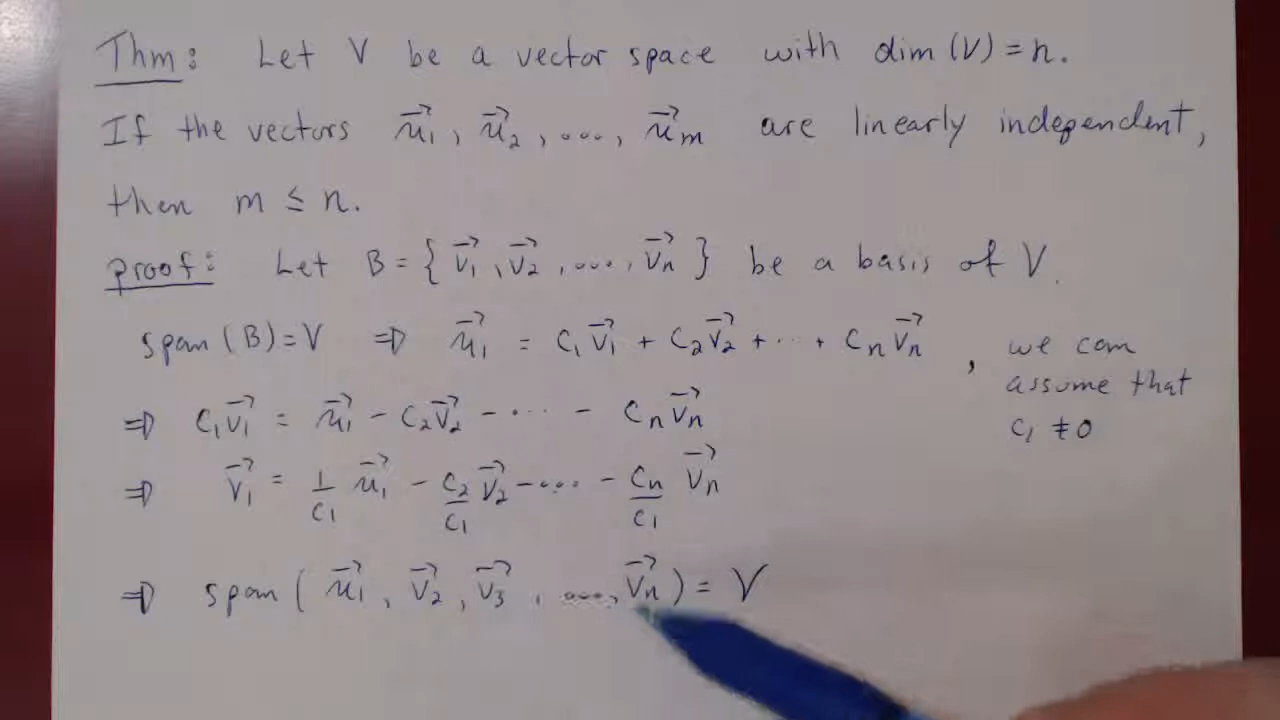 Thm: Let V be a vector space with dim(V) = n.
If the vectors u⃗₁, u⃗₂, ...., u⃗ₘ are linearly independent,
then m ≤ n.
proof: Let B = { v⃗₁, v⃗₂, ...., v⃗ₙ } be a basis of V.
span(B) = V ⇒ u⃗₁ = c₁v⃗₁ + c₂v⃗₂ + ... + cₙv⃗ₙ , we can
assume that
c₁ ≠ 0
⇒ c₁v⃗₁ = u⃗₁ - c₂v⃗₂ - ... - cₙv⃗ₙ
⇒ v⃗₁ = 1/c₁ u⃗₁ - c₂/c₁ v⃗₂ - .... - cₙ/c₁ v⃗ₙ
⇒ span( u⃗₁, v⃗₂, v⃗₃, ...., v⃗ₙ ) = V